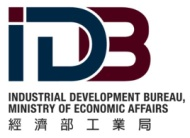 IDB
INDUSTRIAL DEVELOPMENT BUREAU,
MINISTRY OF ECONOMIC AFFAIRS
經濟部工業局